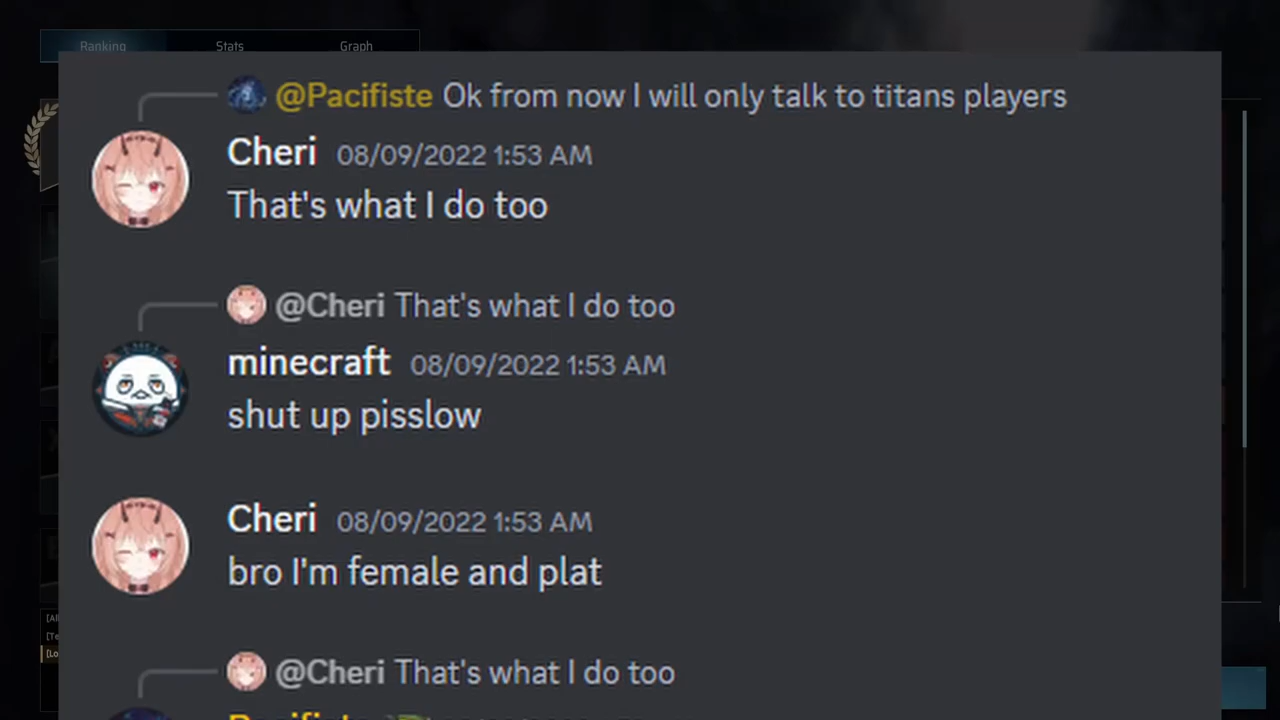 Ranking Stats Graph
@Pacifiste Ok from now I will only talk to titans players
Cheri 08/09/2022 1:53 AM
That's what I do too
@Cheri That's what I do too
minecraft 08/09/2022 1:53 AM
shut up pisslow
Cheri 08/09/2022 1:53 AM
bro I'm female and plat
@Cheri That's what I do too